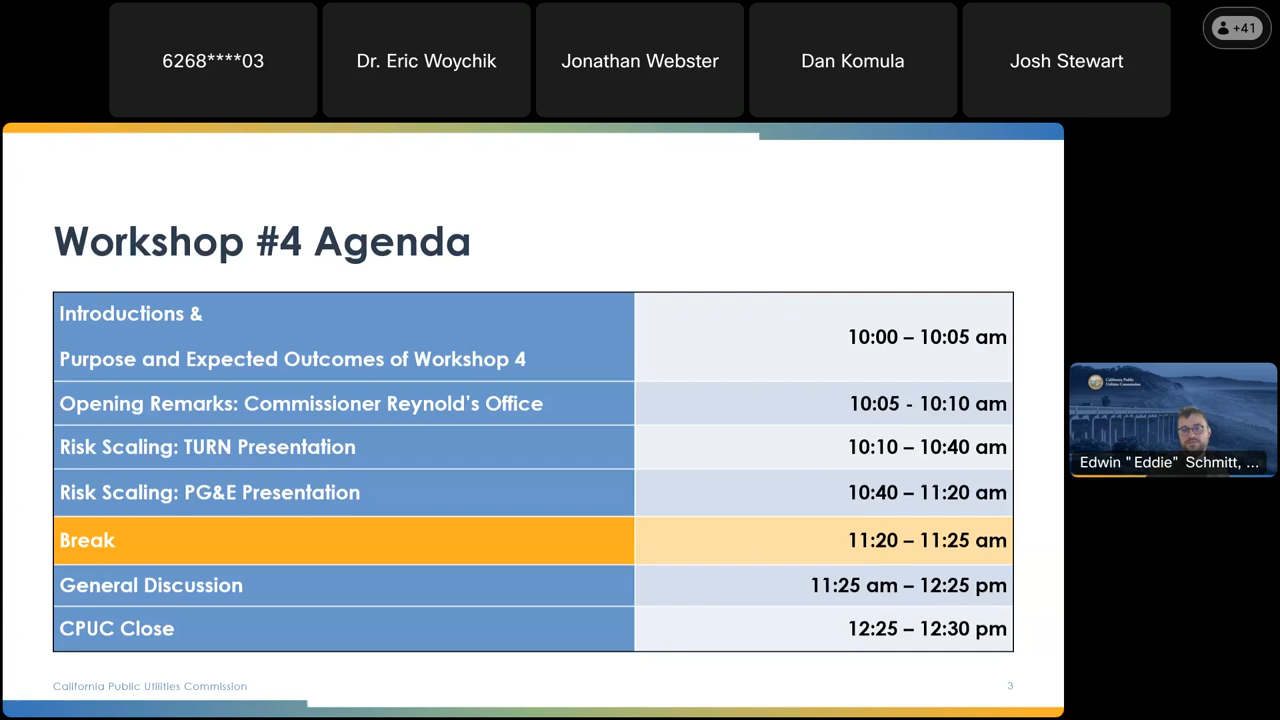 6268****03
Dr. Eric Woychik
Jonathan Webster
Dan Komula
Josh Stewart
+41
Workshop #4 Agenda
Introductions &
Purpose and Expected Outcomes of Workshop 4
10:00 – 10:05 am
Opening Remarks: Commissioner Reynold's Office
10:05 - 10:10 am
Risk Scaling: TURN Presentation
10:10 – 10:40 am
Risk Scaling: PG&E Presentation
10:40 – 11:20 am
Break
11:20 – 11:25 am
General Discussion
11:25 am – 12:25 pm
CPUC Close
12:25 – 12:30 pm
California Public Utilities Commission
3
California Public
Utilities Commission
Edwin "Eddie" Schmitt, ...